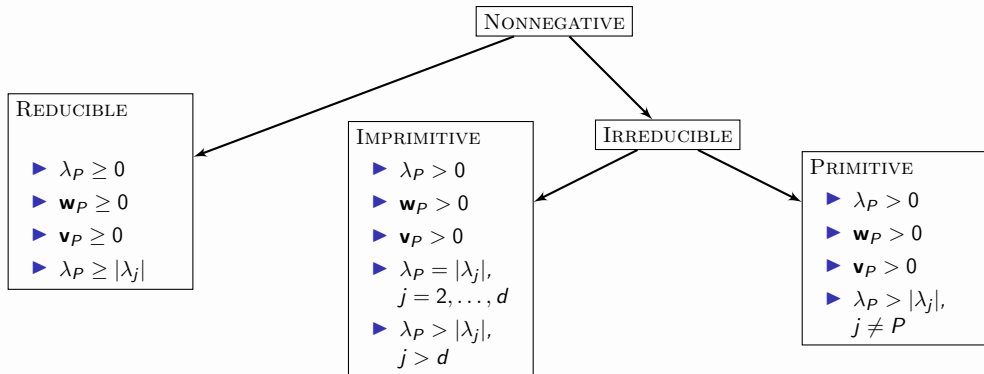 NONNEGATIVE
REDUCIBLE
▶ λ_P ≥ 0
▶ w_P ≥ 0
▶ v_P ≥ 0
▶ λ_P ≥ |λ_j|
IRREDUCIBLE
IMPRIMITIVE
▶ λ_P > 0
▶ w_P > 0
▶ v_P > 0
▶ λ_P = |λ_j|,
j = 2, . . . , d
▶ λ_P > |λ_j|,
j > d
PRIMITIVE
▶ λ_P > 0
▶ w_P > 0
▶ v_P > 0
▶ λ_P > |λ_j|,
j ≠ P